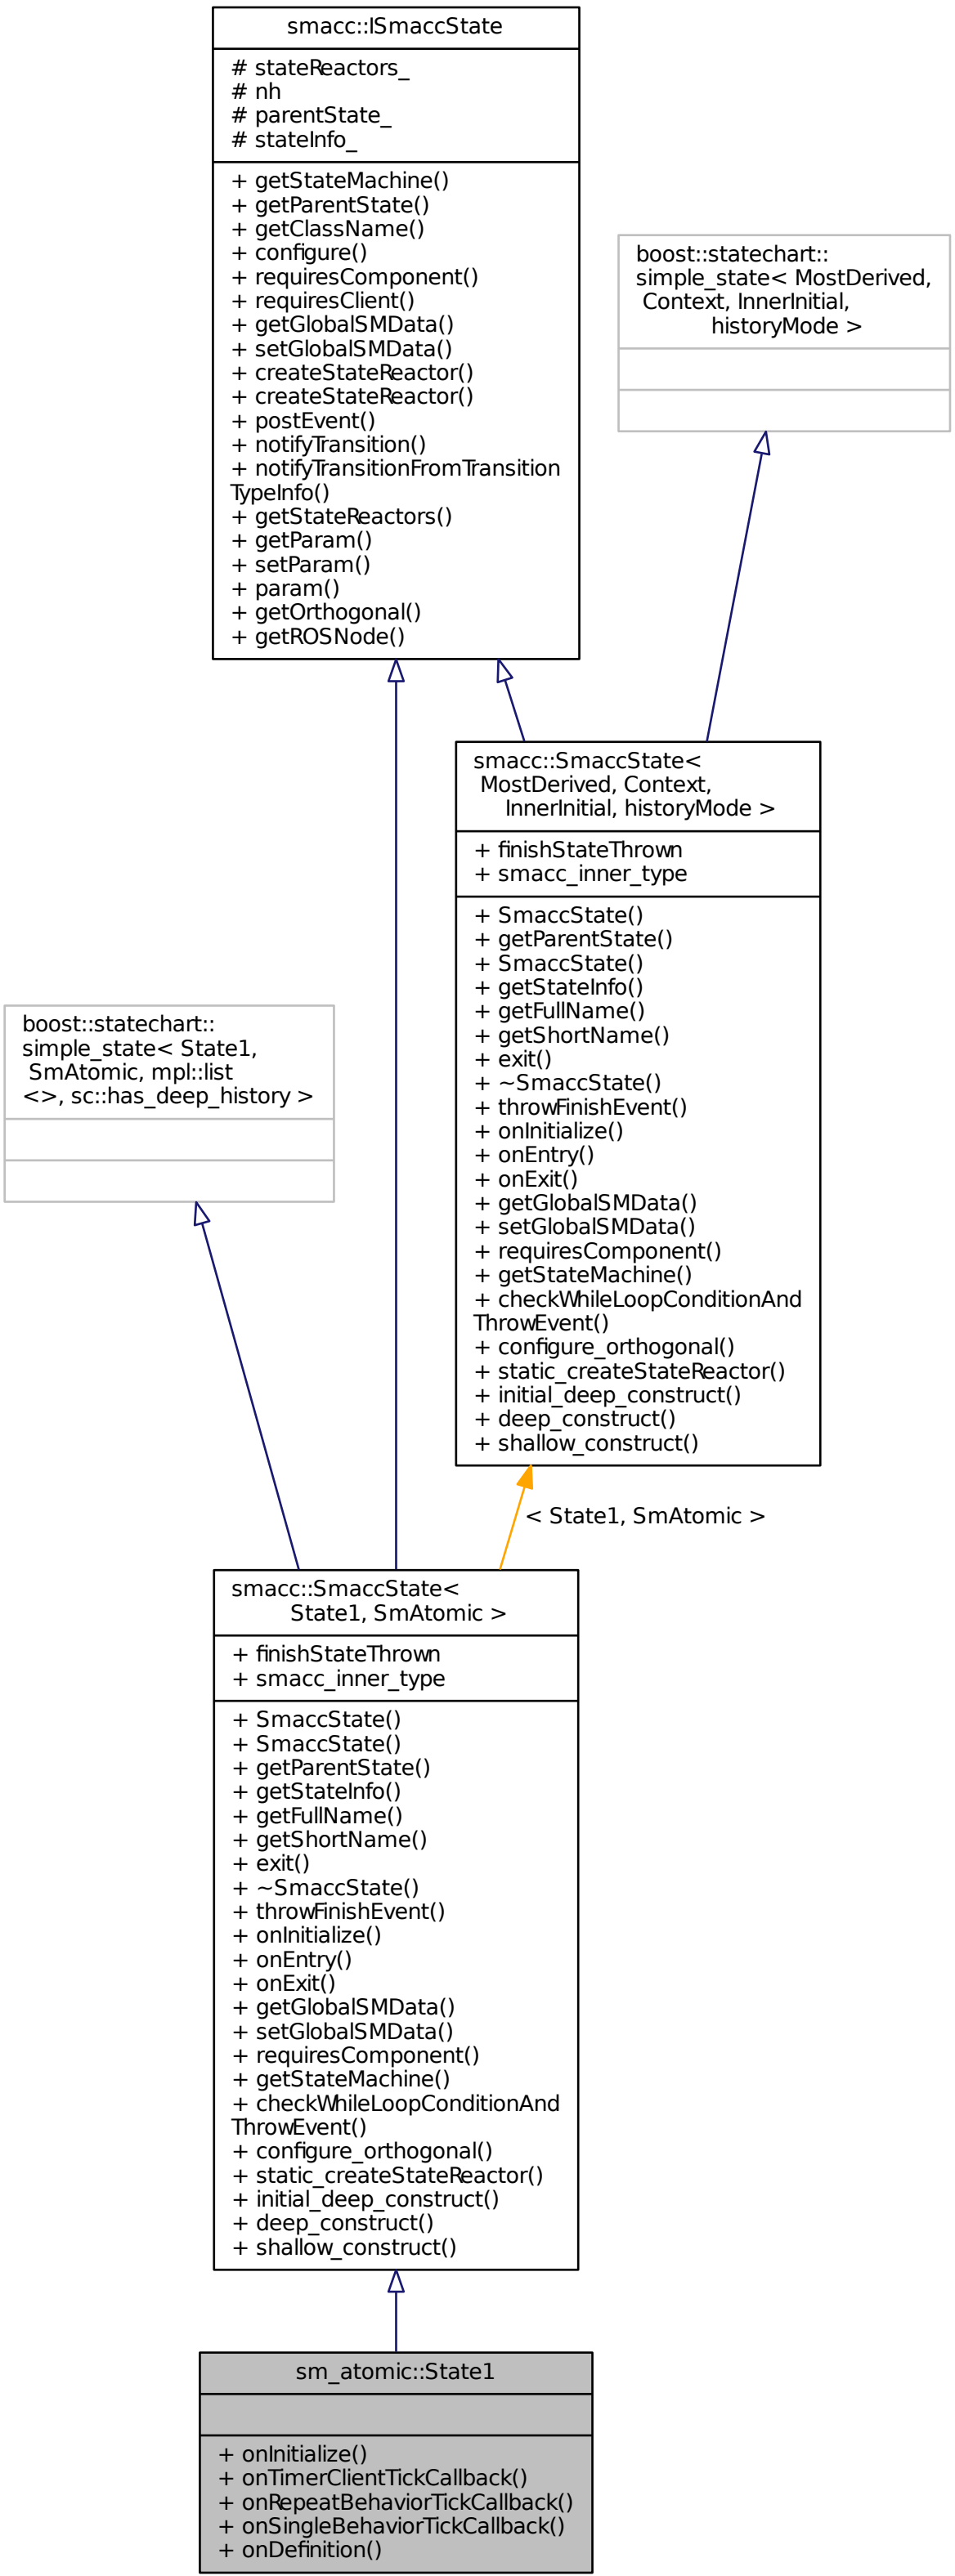 smacc::ISmaccState
# stateReactors_
# nh
# parentState_
# stateInfo_
+ getStateMachine()
+ getParentState()
+ getClassName()
+ configure()
+ requiresComponent()
+ requiresClient()
+ getGlobalSMData()
+ setGlobalSMData()
+ createStateReactor()
+ createStateReactor()
+ postEvent()
+ notifyTransition()
+ notifyTransitionFromTransition
TypeInfo()
+ getStateReactors()
+ getParam()
+ setParam()
+ param()
+ getOrthogonal()
+ getROSNode()
boost::statechart::
simple_state< MostDerived,
Context, InnerInitial,
historyMode >
smacc::SmaccState<
MostDerived, Context,
InnerInitial, historyMode >
+ finishStateThrown
+ smacc_inner_type
+ SmaccState()
+ getParentState()
+ SmaccState()
+ getStateInfo()
+ getFullName()
+ getShortName()
+ exit()
+ ~SmaccState()
+ throwFinishEvent()
+ onInitialize()
+ onEntry()
+ onExit()
+ getGlobalSMData()
+ setGlobalSMData()
+ requiresComponent()
+ getStateMachine()
+ checkWhileLoopConditionAnd
ThrowEvent()
+ configure_orthogonal()
+ static_createStateReactor()
+ initial_deep_construct()
+ deep_construct()
+ shallow_construct()
boost::statechart::
simple_state< State1,
SmAtomic, mpl::list
<>, sc::has_deep_history >
< State1, SmAtomic >
smacc::SmaccState<
State1, SmAtomic >
+ finishStateThrown
+ smacc_inner_type
+ SmaccState()
+ SmaccState()
+ getParentState()
+ getStateInfo()
+ getFullName()
+ getShortName()
+ exit()
+ ~SmaccState()
+ throwFinishEvent()
+ onInitialize()
+ onEntry()
+ onExit()
+ getGlobalSMData()
+ setGlobalSMData()
+ requiresComponent()
+ getStateMachine()
+ checkWhileLoopConditionAnd
ThrowEvent()
+ configure_orthogonal()
+ static_createStateReactor()
+ initial_deep_construct()
+ deep_construct()
+ shallow_construct()
sm_atomic::State1
+ onInitialize()
+ onTimerClientTickCallback()
+ onRepeatBehaviorTickCallback()
+ onSingleBehaviorTickCallback()
+ onDefinition()